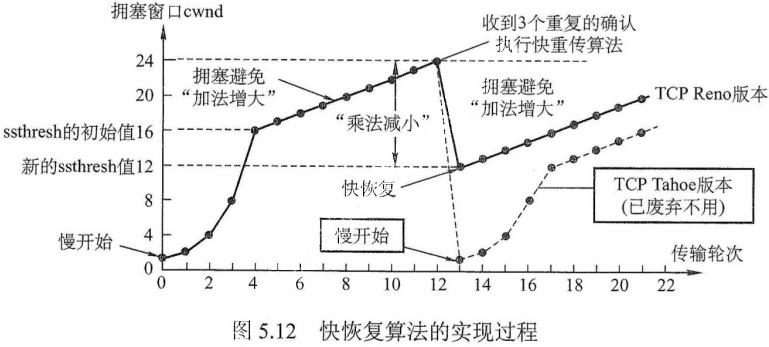 拥塞窗口cwnd
24
20
ssthresh的初始值16
新的ssthresh值12
8
4
0
慢开始
拥塞避免
“加法增大”
“乘法减小”
收到3个重复的确认
执行快重传算法
拥塞避免
“加法增大”
TCP Reno版本
快恢复
慢开始
TCP Tahoe版本
(已废弃不用)
传输轮次
0 2 4 6 8 10 12 14 16 18 20 22
图 5.12 快恢复算法的实现过程